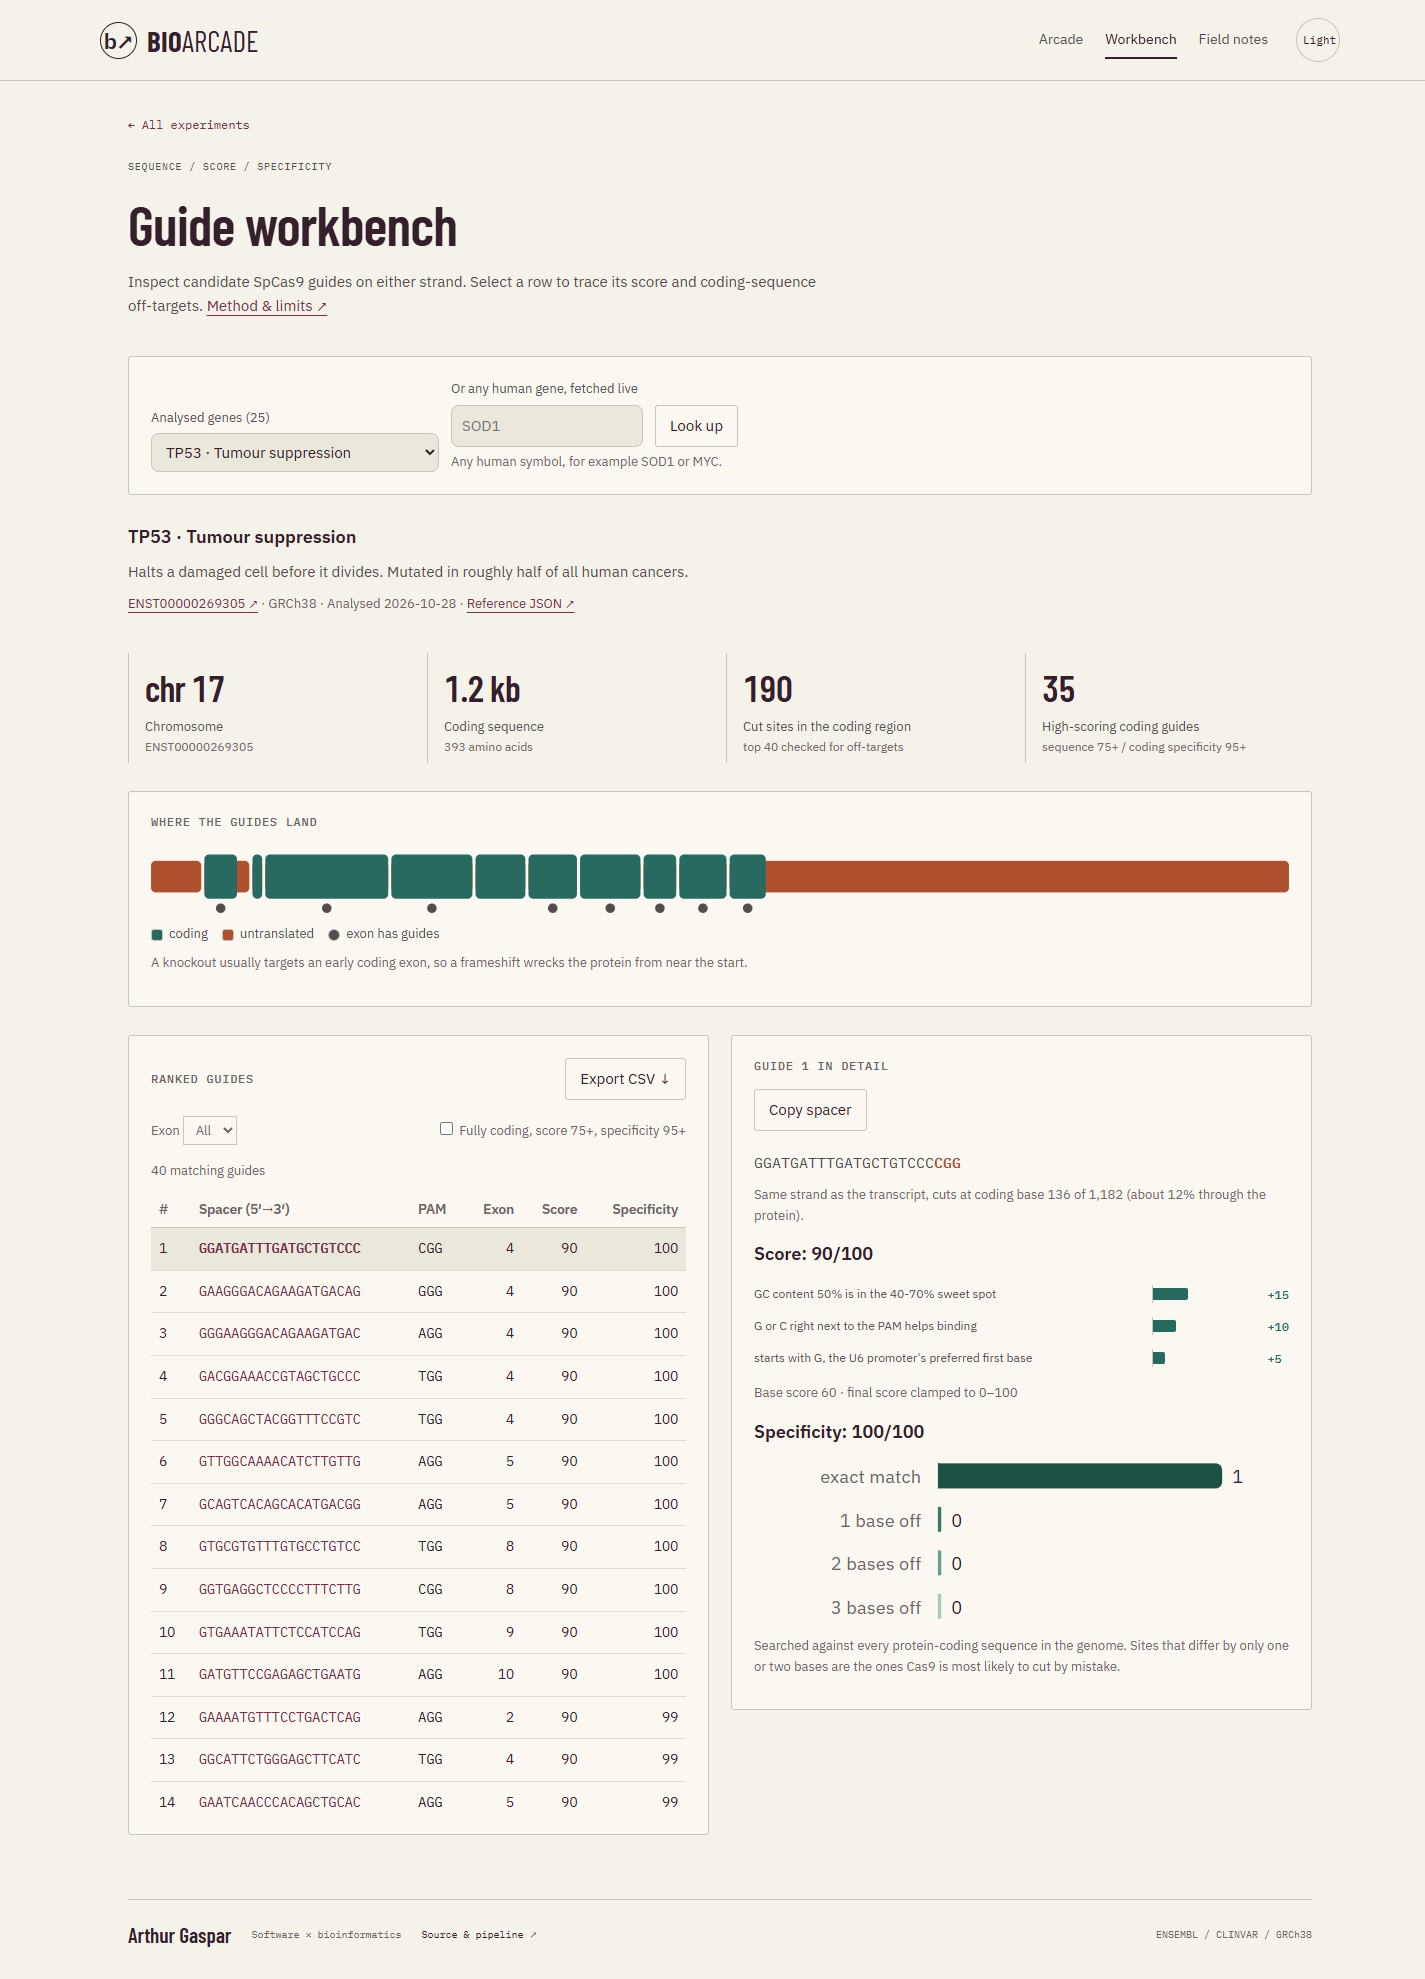 b↗ BIOARCADE
Arcade Workbench Field notes Light
← All experiments
SEQUENCE / SCORE / SPECIFICITY
Guide workbench
Inspect candidate SpCas9 guides on either strand. Select a row to trace its score and coding-sequence
off-targets. Method & limits ↗
Analysed genes (25)
TP53 · Tumour suppression
Or any human gene, fetched live
SOD1 Look up
Any human symbol, for example SOD1 or MYC.
TP53 · Tumour suppression
Halts a damaged cell before it divides. Mutated in roughly half of all human cancers.
ENST00000269305 ↗ · GRCh38 · Analysed 2026-10-28 · Reference JSON ↗
chr 17
Chromosome
ENST00000269305
1.2 kb
Coding sequence
393 amino acids
190
Cut sites in the coding region
top 40 checked for off-targets
35
High-scoring coding guides
sequence 75+ / coding specificity 95+
WHERE THE GUIDES LAND
coding untranslated exon has guides
A knockout usually targets an early coding exon, so a frameshift wrecks the protein from near the start.
RANKED GUIDES
Export CSV ↓
Exon All Fully coding, score 75+, specificity 95+
40 matching guides
# Spacer (5′→3′) PAM Exon Score Specificity
1 GGATGATTTGATGCTGTCCC CGG 4 90 100
2 GAAGGGACAGAAGATGACAG GGG 4 90 100
3 GGGAAGGGACAGAAGATGAC AGG 4 90 100
4 GACGGAAACCGTAGCTGCCC TGG 4 90 100
5 GGGCAGCTACGGTTTCCGTC TGG 4 90 100
6 GTTGGCAAAACATCTTGTTG AGG 5 90 100
7 GCAGTCACAGCACATGACGG AGG 5 90 100
8 GTGCGTGTTTGTGCCTGTCC TGG 8 90 100
9 GGTGAGGCTCCCCTTTCTTG CGG 8 90 100
10 GTGAAATATTCTCCATCCAG TGG 9 90 100
11 GATGTTCCGAGAGCTGAATG AGG 10 90 100
12 GAAAATGTTTCCTGACTCAG AGG 2 90 99
13 GGCATTCTGGGAGCTTCATC TGG 4 90 99
14 GAATCAACCCACAGCTGCAC AGG 5 90 99
GUIDE 1 IN DETAIL
Copy spacer
GGATGATTTGATGCTGTCCCCGG
Same strand as the transcript, cuts at coding base 136 of 1,182 (about 12% through the
protein).
Score: 90/100
GC content 50% is in the 40-70% sweet spot +15
G or C right next to the PAM helps binding +10
starts with G, the U6 promoter's preferred first base +5
Base score 60 · final score clamped to 0–100
Specificity: 100/100
exact match 1
1 base off 0
2 bases off 0
3 bases off 0
Searched against every protein-coding sequence in the genome. Sites that differ by only one
or two bases are the ones Cas9 is most likely to cut by mistake.
Arthur Gaspar Software × bioinformatics Source & pipeline ↗ ENSEMBL / CLINVAR / GRCh38